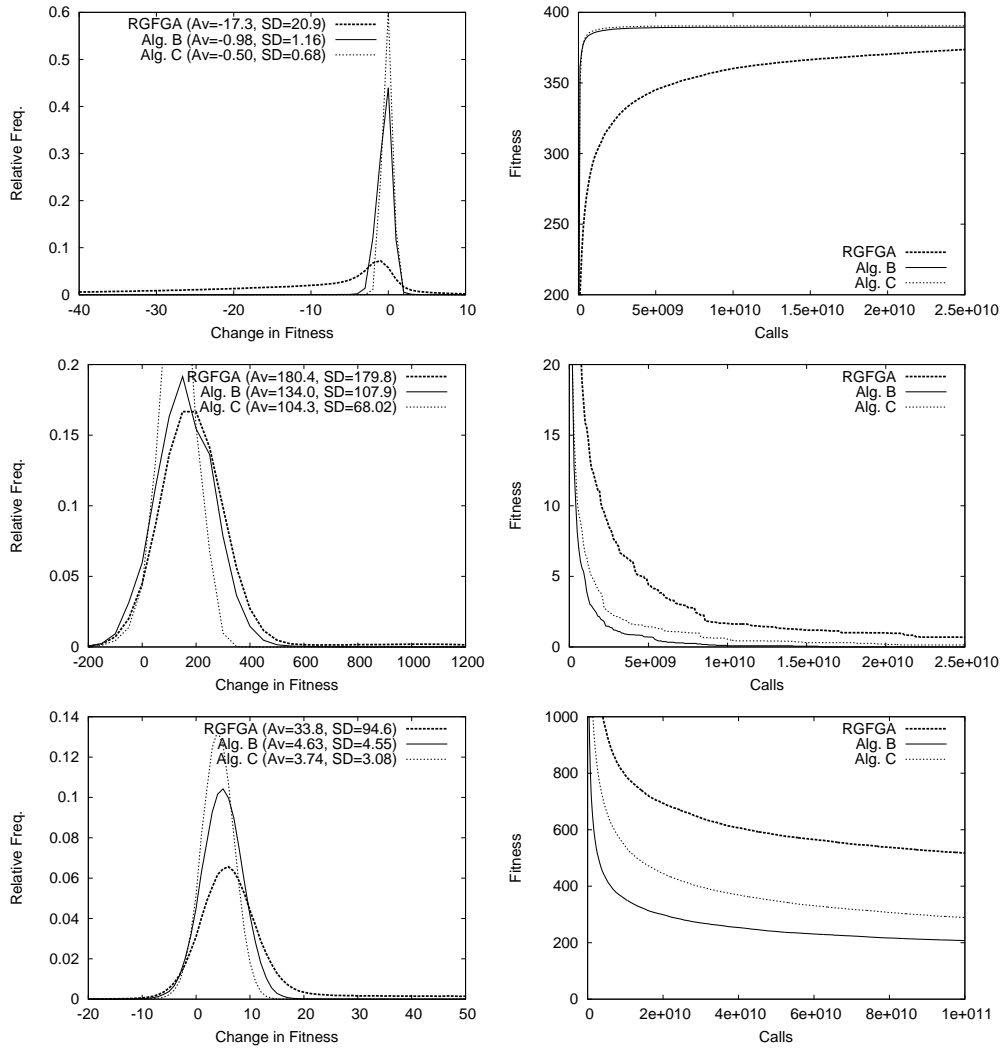 0.6
0.5
0.4
0.3
0.2
0.1
0
-40 -30 -20 -10 0 10
Relative Freq.
Change in Fitness
RGFGA (Av=-17.3, SD=20.9)
Alg. B (Av=-0.98, SD=1.16)
Alg. C (Av=-0.50, SD=0.68)
400
350
300
250
200
0 5e+009 1e+010 1.5e+010 2e+010 2.5e+010
Fitness
Calls
RGFGA
Alg. B
Alg. C
0.2
0.15
0.1
0.05
0
-200 0 200 400 600 800 1000 1200
Relative Freq.
Change in Fitness
RGFGA (Av=180.4, SD=179.8)
Alg. B (Av=134.0, SD=107.9)
Alg. C (Av=104.3, SD=68.02)
20
15
10
5
0
0 5e+009 1e+010 1.5e+010 2e+010 2.5e+010
Fitness
Calls
RGFGA
Alg. B
Alg. C
0.14
0.12
0.1
0.08
0.06
0.04
0.02
0
-20 -10 0 10 20 30 40 50
Relative Freq.
Change in Fitness
RGFGA (Av=33.8, SD=94.6)
Alg. B (Av=4.63, SD=4.55)
Alg. C (Av=3.74, SD=3.08)
1000
800
600
400
200
0
0 2e+010 4e+010 6e+010 8e+010 1e+011
Fitness
Calls
RGFGA
Alg. B
Alg. C